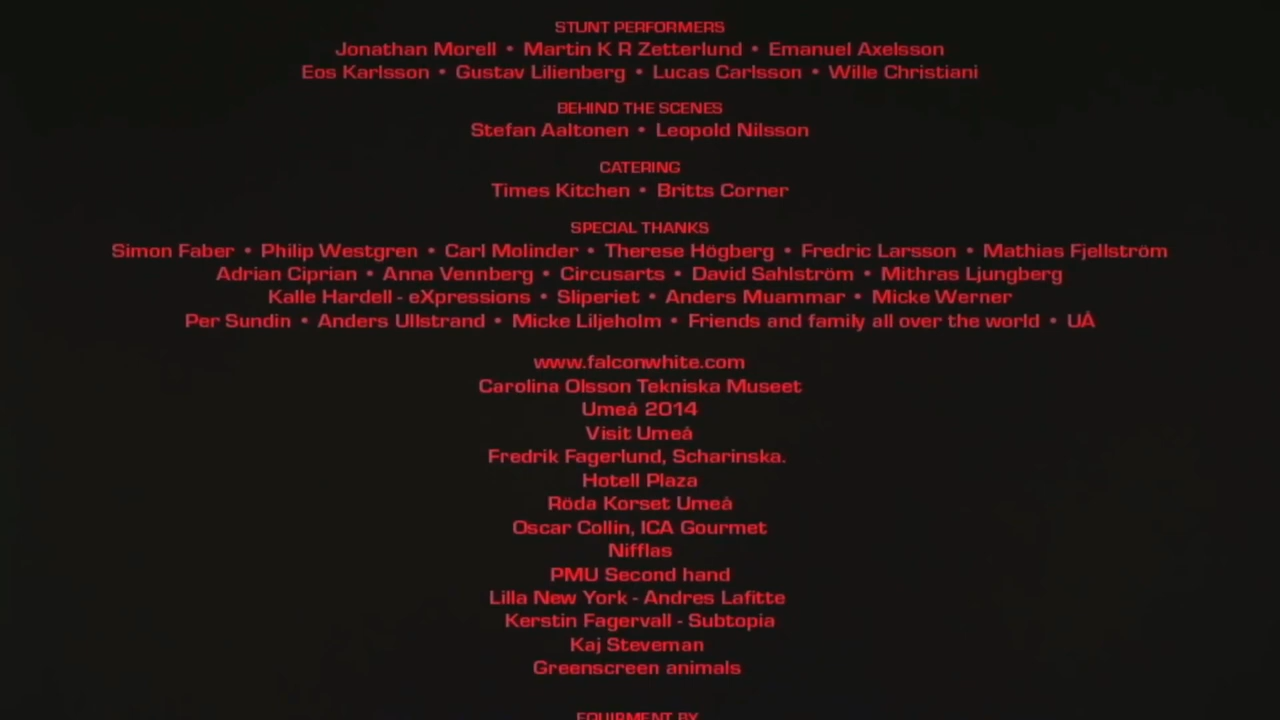 STUNT PERFORMERS
Jonathan Morell • Martin K R Zetterlund • Emanuel Axelsson
Eos Karlsson • Gustav Lilienberg • Lucas Carlsson • Wille Christiani
BEHIND THE SCENES
Stefan Aaltonen • Leopold Nilsson
CATERING
Times Kitchen • Britts Corner
SPECIAL THANKS
Simon Faber • Philip Westgren • Carl Molinder • Therese Högberg • Fredric Larsson • Mathias Fjellström
Adrian Ciprian • Anna Vennberg • Circusarts • David Sahlström • Mithras Ljungberg
Kalle Hardell - eXpressions • Sliperiet • Anders Muammar • Micke Werner
Per Sundin • Anders Ullstrand • Micke Liljeholm • Friends and family all over the world • UÅ
www.falconwhite.com
Carolina Olsson Tekniska Museet
Umeå 2014
Visit Umeå
Fredrik Fagerlund, Scharinska.
Hotell Plaza
Röda Korset Umeå
Oscar Collin, ICA Gourmet
Nifflas
PMU Second hand
Lilla New York - Andres Lafitte
Kerstin Fagervall - Subtopia
Kaj Steveman
Greenscreen animals
EQUIPMENT BY